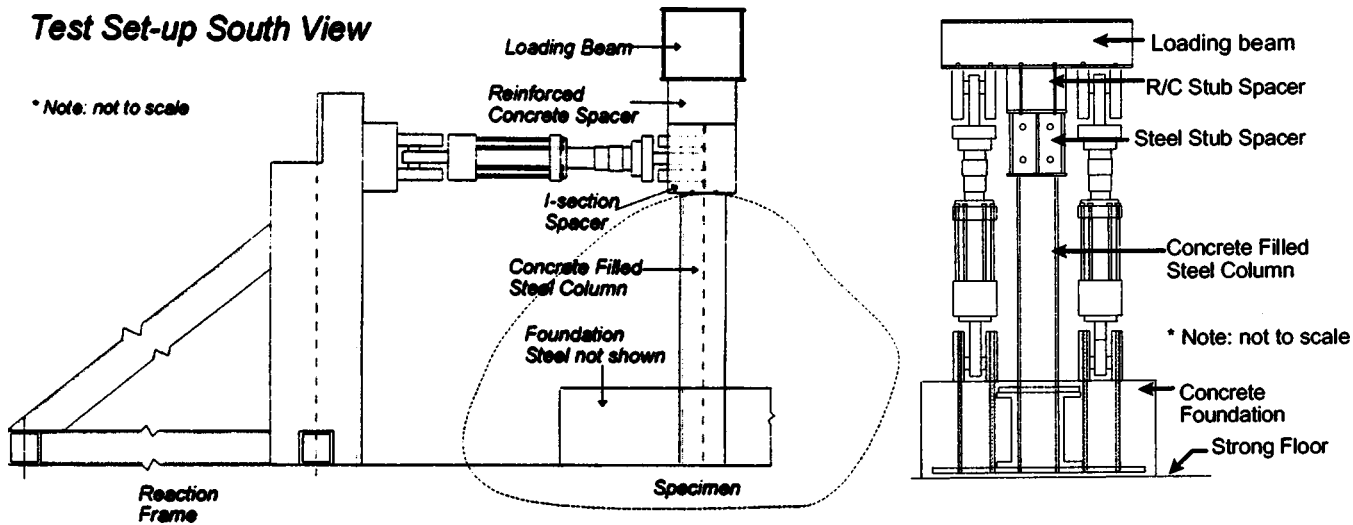 Test Set-up South View
* Note: not to scale
Loading Beam
Reinforced
Concrete Spacer
I-section
Spacer
Concrete Filled
Steel Column
Foundation
Steel not shown
Reaction
Frame
Specimen
Loading beam
R/C Stub Spacer
Steel Stub Spacer
Concrete Filled
Steel Column
* Note: not to scale
Concrete
Foundation
Strong Floor